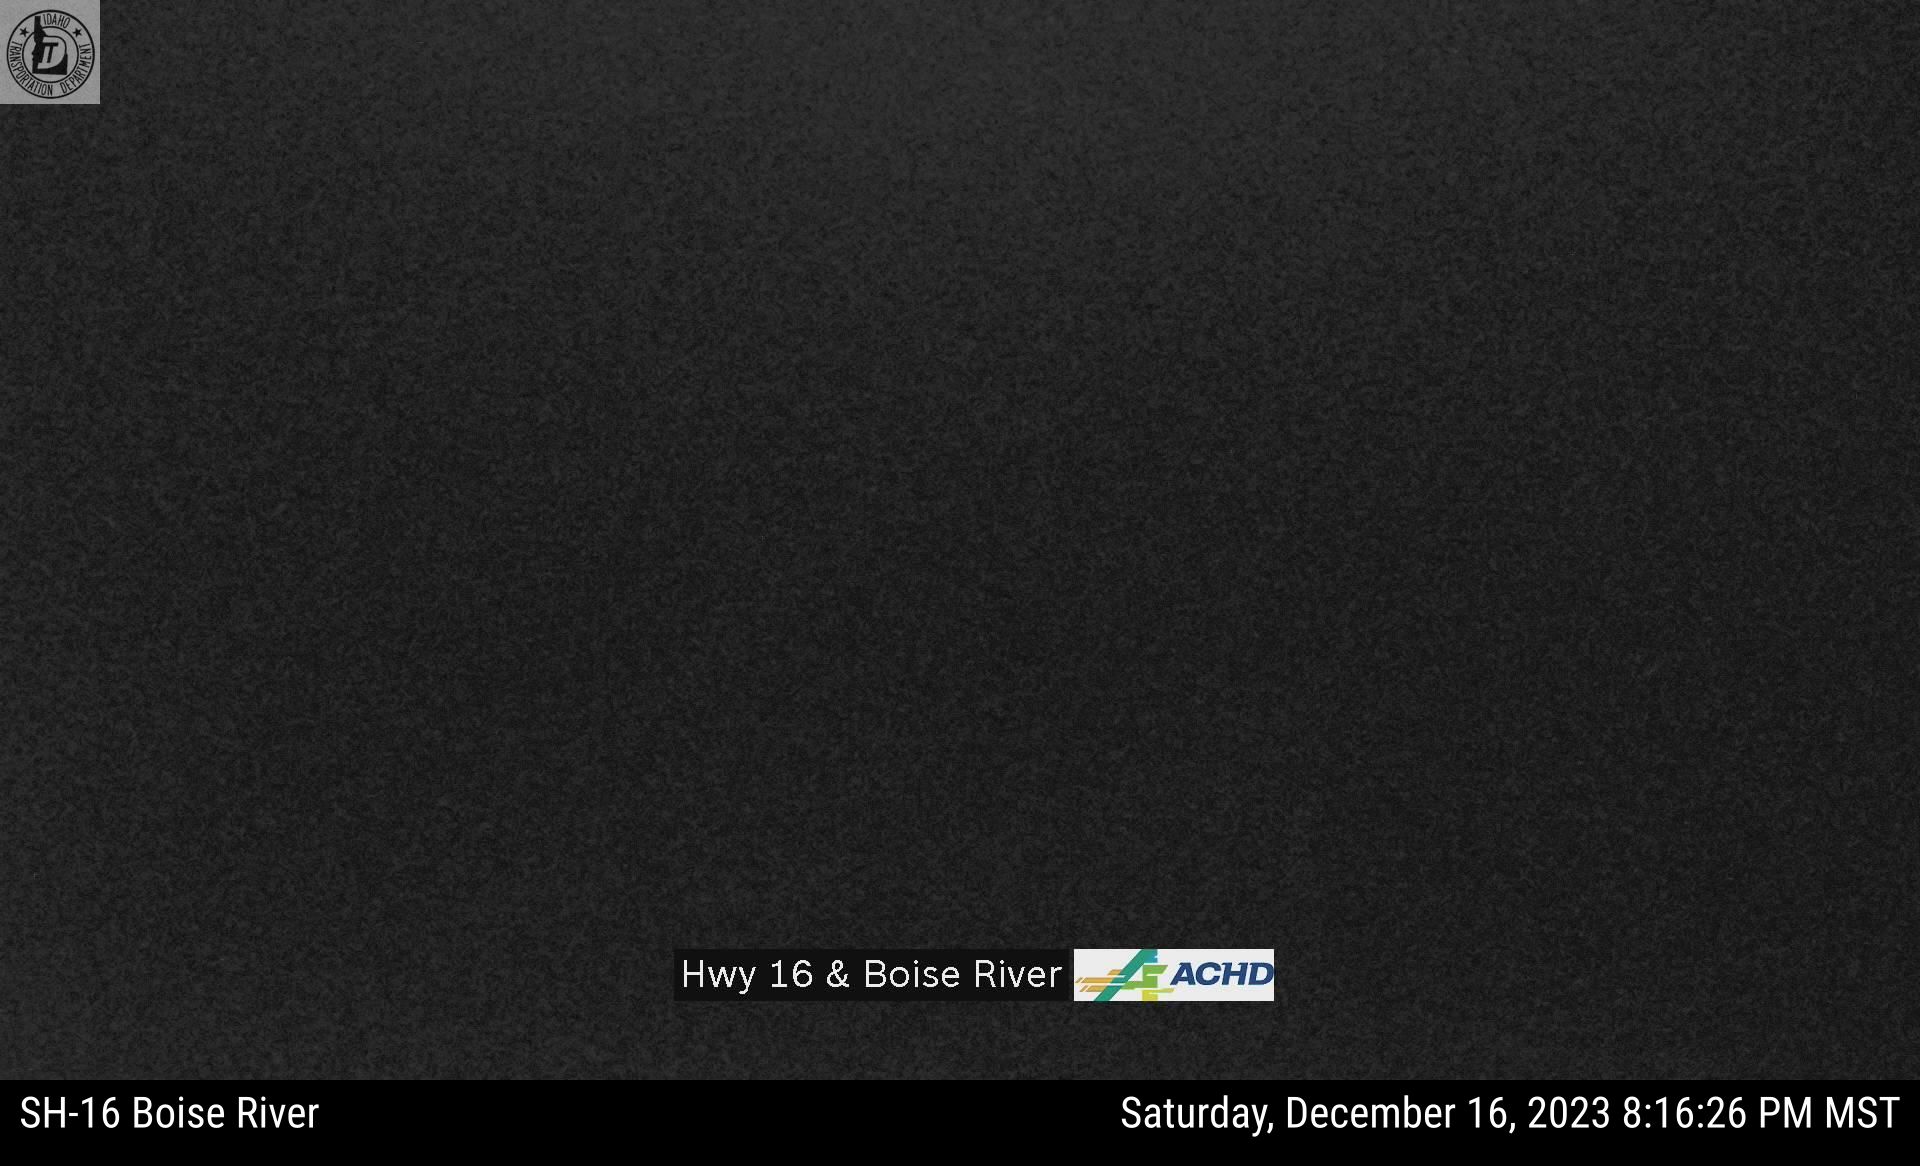 IDAHO
TRANSPORTATION DEPARTMENT
IT
Hwy 16 & Boise River
ACHD
SH-16 Boise River
Saturday, December 16, 2023 8:16:26 PM MST